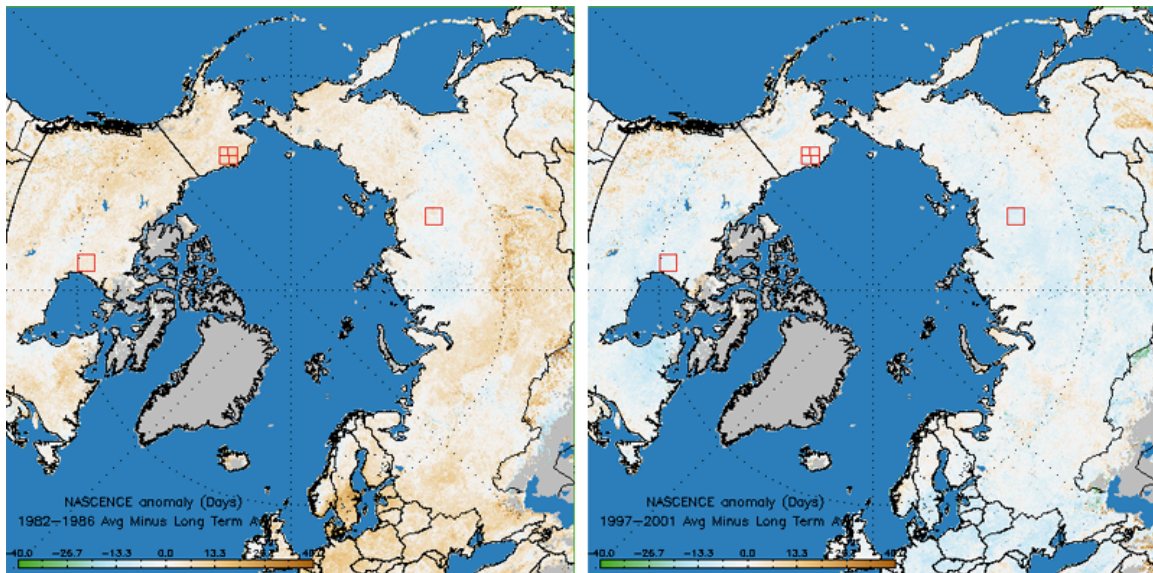 NASCENCE anomaly (Days)
1982-1986 Avg Minus Long Term
-40.0 -26.7 -13.3 0.0 13.3
NASCENCE anomaly (Days)
1997-2001 Avg Minus Long Term
-40.0 -26.7 -13.3 0.0 13.3